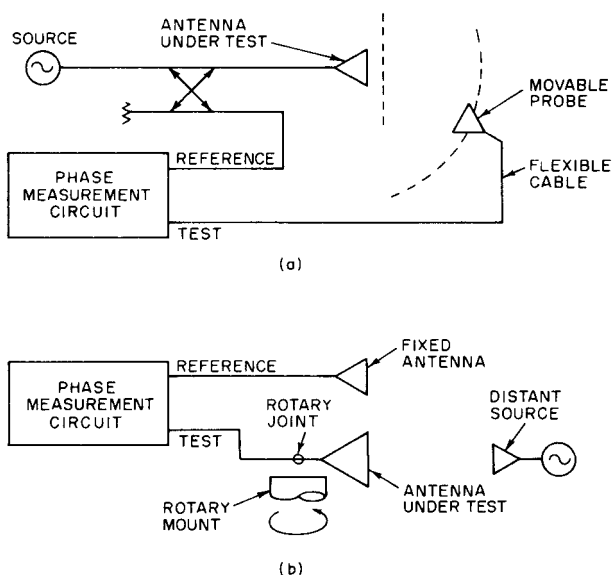 SOURCE
ANTENNA
UNDER TEST
MOVABLE
PROBE
FLEXIBLE
CABLE
PHASE
MEASUREMENT
CIRCUIT
REFERENCE
TEST
(a)
PHASE
MEASUREMENT
CIRCUIT
REFERENCE
TEST
FIXED
ANTENNA
ROTARY
JOINT
DISTANT
SOURCE
ROTARY
MOUNT
ANTENNA
UNDER TEST
(b)